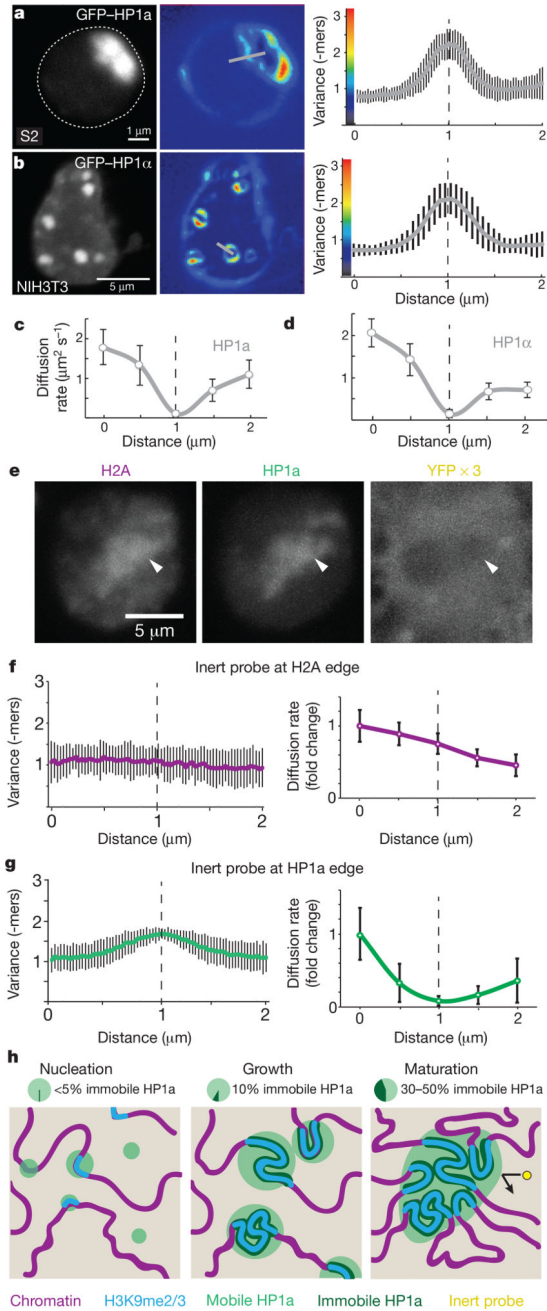 a
GFP–HP1a
S2
1 μm
Variance (-mers)
3
2
1
0
1
2
b
GFP–HP1α
NIH3T3
5 μm
Variance (-mers)
3
2
1
0
1
2
Distance (μm)
c
HP1a
Diffusion
rate (μm² s⁻¹)
2
1
0
1
2
Distance (μm)
d
HP1α
2
1
0
1
2
Distance (μm)
e
H2A
HP1a
YFP × 3
5 μm
f
Inert probe at H2A edge
Variance (-mers)
3
2
1
0
1
2
Distance (μm)
Diffusion rate
(fold change)
1
0
1
2
Distance (μm)
g
Inert probe at HP1a edge
Variance (-mers)
3
2
1
0
1
2
Distance (μm)
Diffusion rate
(fold change)
1
0
1
2
Distance (μm)
h
Nucleation
<5% immobile HP1a
Growth
10% immobile HP1a
Maturation
30–50% immobile HP1a
Chromatin
H3K9me2/3
Mobile HP1a
Immobile HP1a
Inert probe